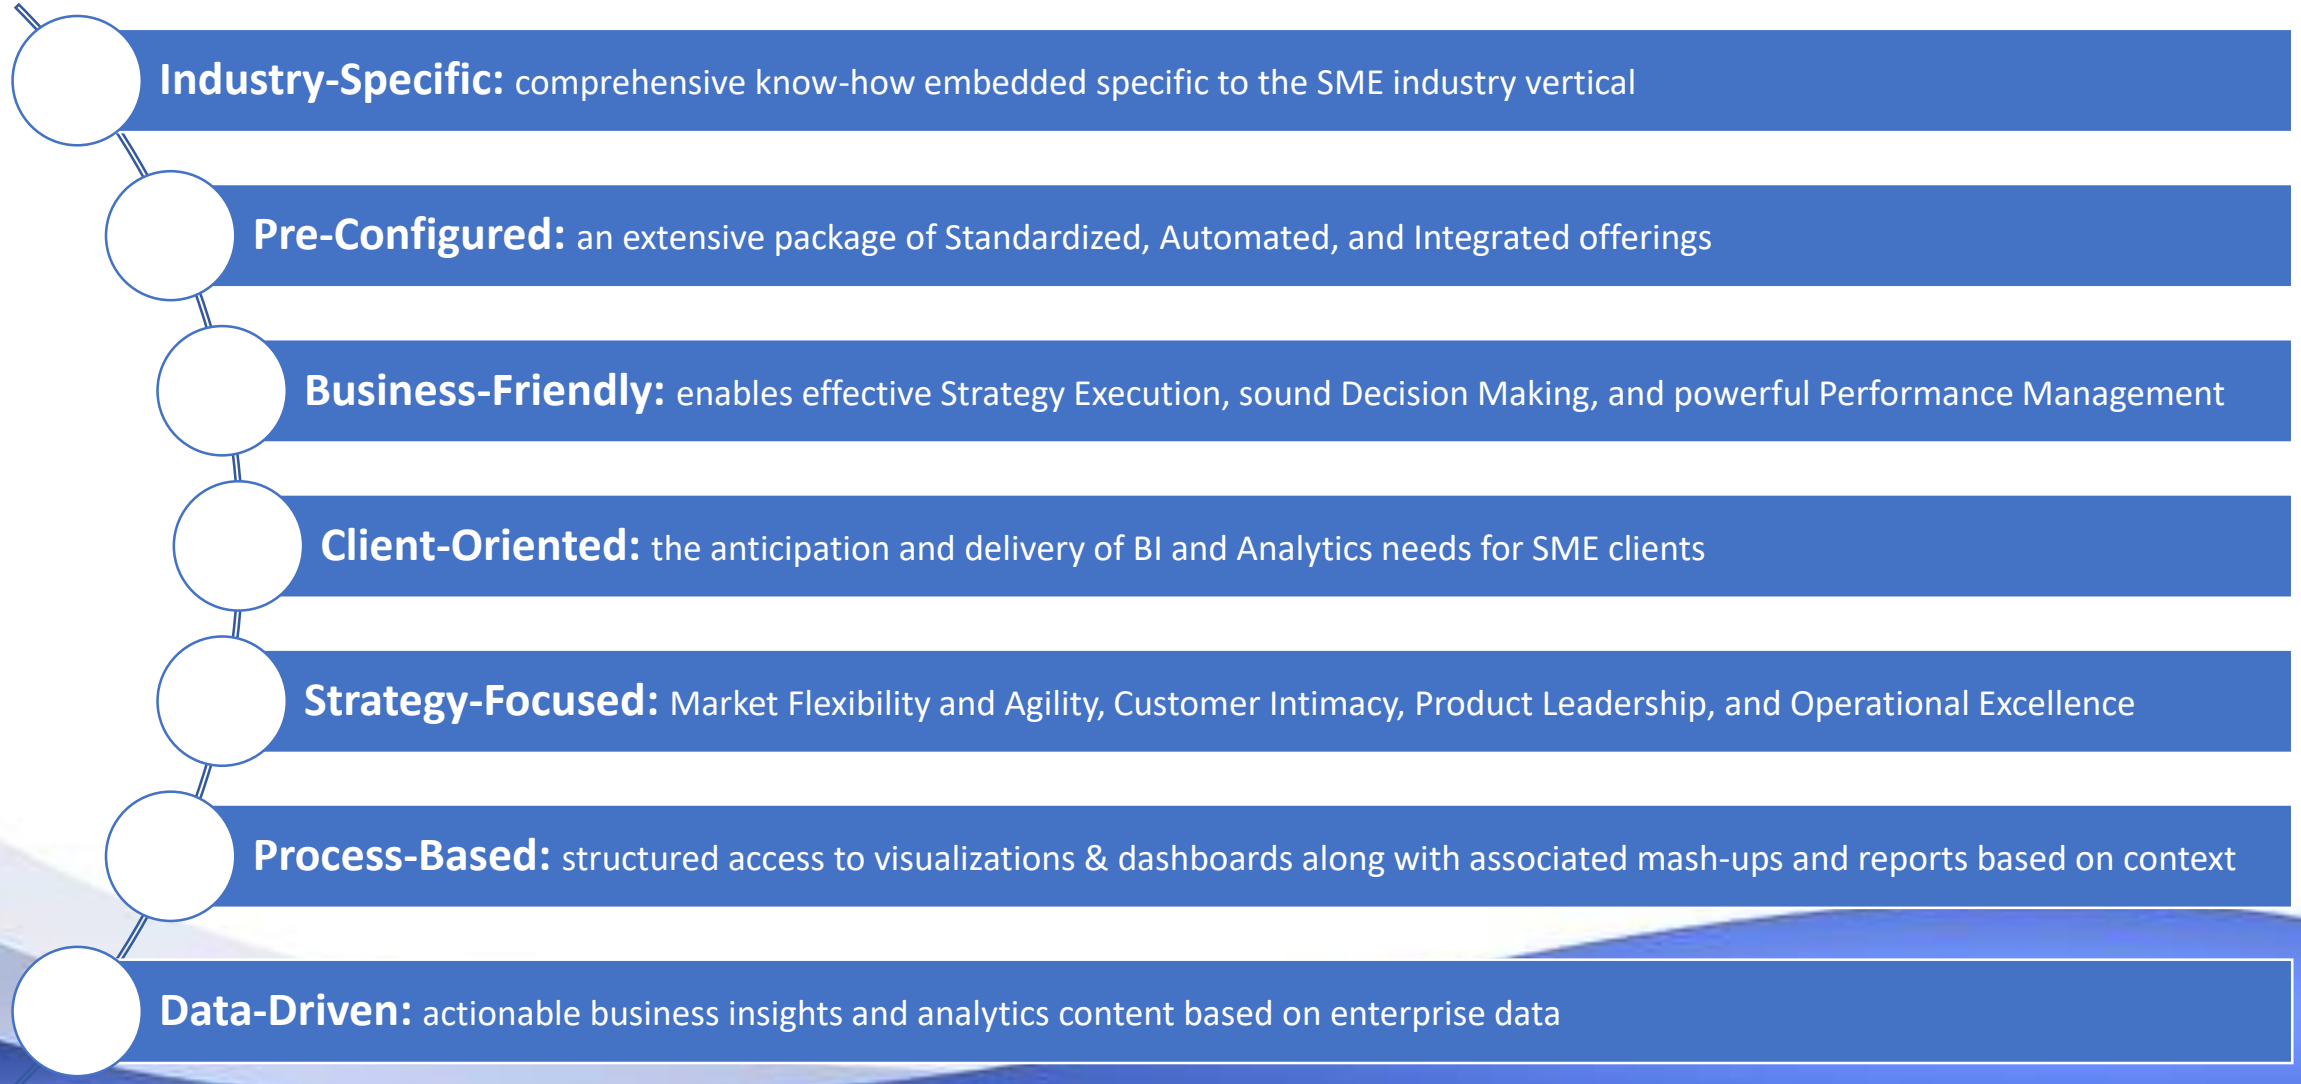 Industry-Specific: comprehensive know-how embedded specific to the SME industry vertical
Pre-Configured: an extensive package of Standardized, Automated, and Integrated offerings
Business-Friendly: enables effective Strategy Execution, sound Decision Making, and powerful Performance Management
Client-Oriented: the anticipation and delivery of BI and Analytics needs for SME clients
Strategy-Focused: Market Flexibility and Agility, Customer Intimacy, Product Leadership, and Operational Excellence
Process-Based: structured access to visualizations & dashboards along with associated mash-ups and reports based on context
Data-Driven: actionable business insights and analytics content based on enterprise data